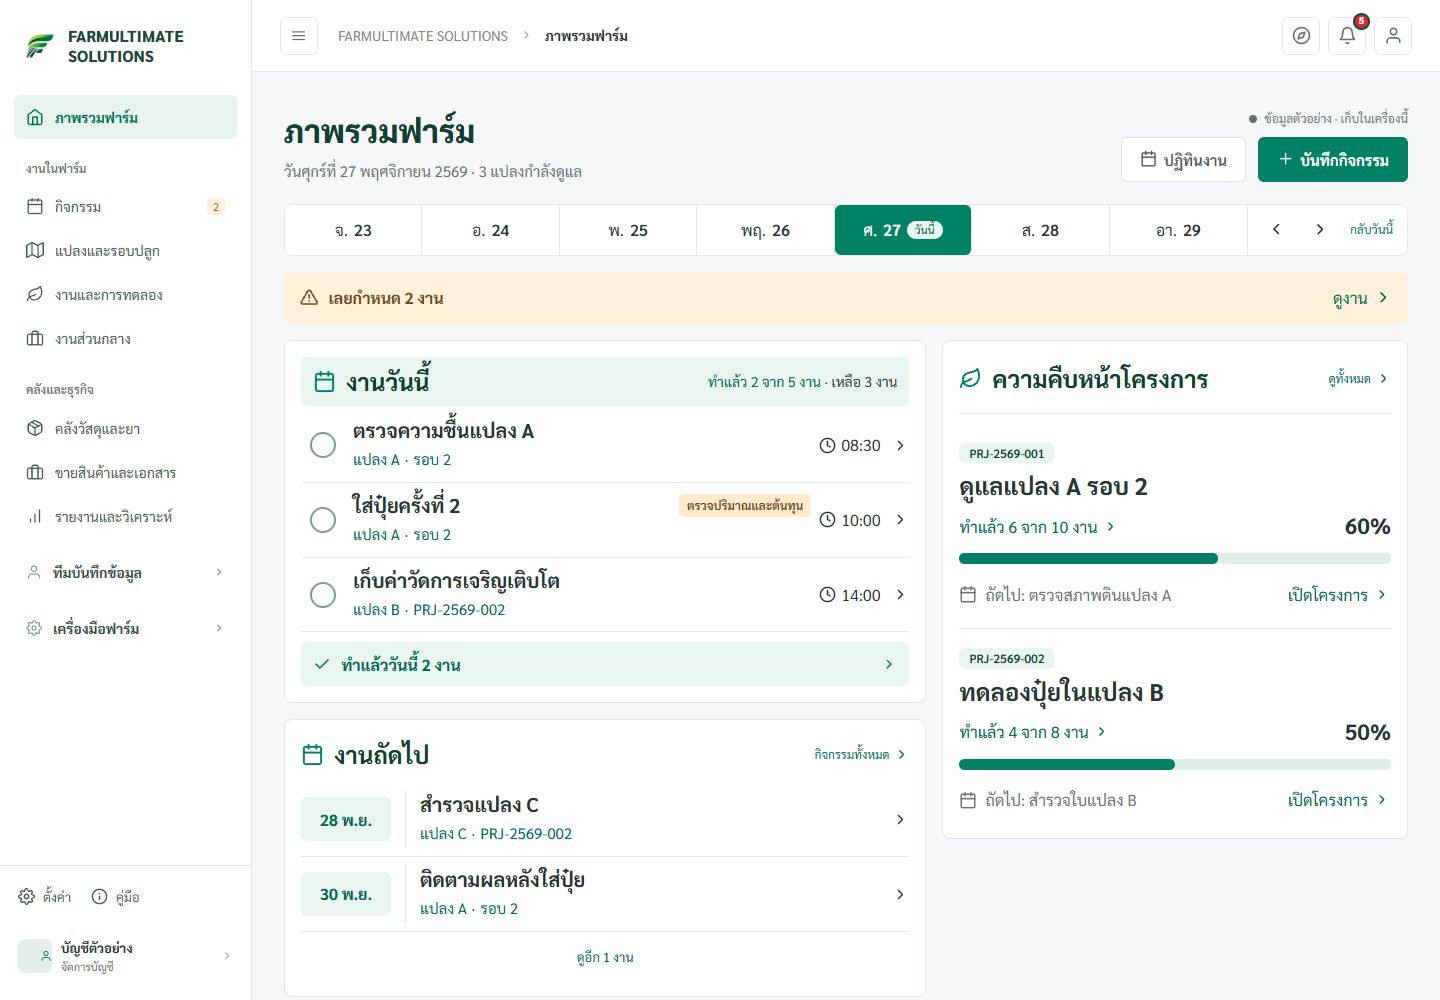 FARMULTIMATE
SOLUTIONS
ภาพรวมฟาร์ม
งานในฟาร์ม
กิจกรรม 2
แปลงและรอบปลูก
งานและการทดลอง
งานส่วนกลาง
คลังและธุรกิจ
คลังวัสดุและยา
ขายสินค้าและเอกสาร
รายงานและวิเคราะห์
ทีมบันทึกข้อมูล
เครื่องมือฟาร์ม
ตั้งค่า คู่มือ
บัญชีตัวอย่าง
จัดการบัญชี
FARMULTIMATE SOLUTIONS ภาพรวมฟาร์ม
5
ภาพรวมฟาร์ม
วันศุกร์ที่ 27 พฤศจิกายน 2569 · 3 แปลงกำลังดูแล
ข้อมูลตัวอย่าง · เก็บในเครื่องนี้
ปฏิทินงาน
บันทึกกิจกรรม
จ. 23 อ. 24 พ. 25 พฤ. 26 ศ. 27 วันนี้ ส. 28 อา. 29 กลับวันนี้
เลยกำหนด 2 งาน ดูงาน
งานวันนี้ ทำแล้ว 2 จาก 5 งาน · เหลือ 3 งาน
ตรวจความชื้นแปลง A
แปลง A · รอบ 2
08:30
ใส่ปุ๋ยครั้งที่ 2
แปลง A · รอบ 2
ตรวจปริมาณและต้นทุน
10:00
เก็บค่าวัดการเจริญเติบโต
แปลง B · PRJ-2569-002
14:00
ทำแล้ววันนี้ 2 งาน
งานถัดไป กิจกรรมทั้งหมด
28 พ.ย.
สำรวจแปลง C
แปลง C · PRJ-2569-002
30 พ.ย.
ติดตามผลหลังใส่ปุ๋ย
แปลง A · รอบ 2
ดูอีก 1 งาน
ความคืบหน้าโครงการ ดูทั้งหมด
PRJ-2569-001
ดูแลแปลง A รอบ 2
ทำแล้ว 6 จาก 10 งาน 60%
ถัดไป: ตรวจสภาพดินแปลง A เปิดโครงการ
PRJ-2569-002
ทดลองปุ๋ยในแปลง B
ทำแล้ว 4 จาก 8 งาน 50%
ถัดไป: สำรวจใบแปลง B เปิดโครงการ